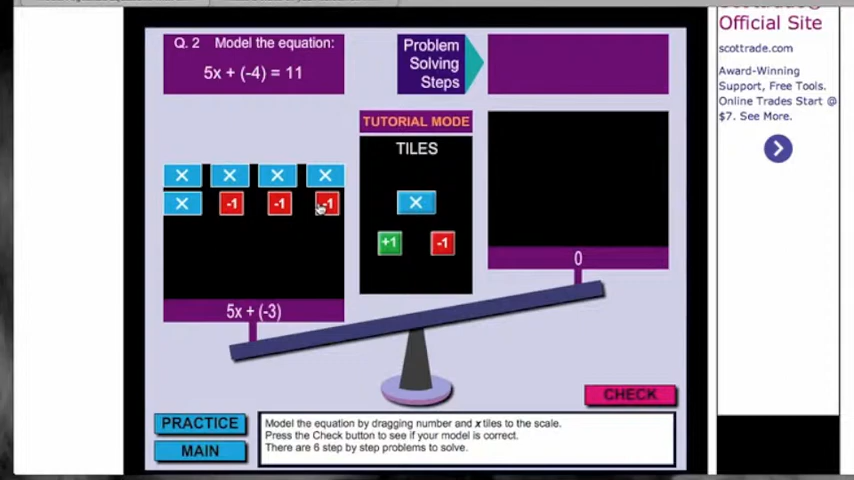 Official Site
scottrade.com
Award-Winning
Support, Free Tools.
Online Trades Start @
$7. See More.
Q. 2 Model the equation:
5x + (-4) = 11
Problem
Solving
Steps
TUTORIAL MODE
TILES
X X X X
X -1 -1 -1
X
+1 -1
5x + (-3)
0
CHECK
PRACTICE
MAIN
Model the equation by dragging number and x tiles to the scale.
Press the Check button to see if your model is correct.
There are 6 step by step problems to solve.